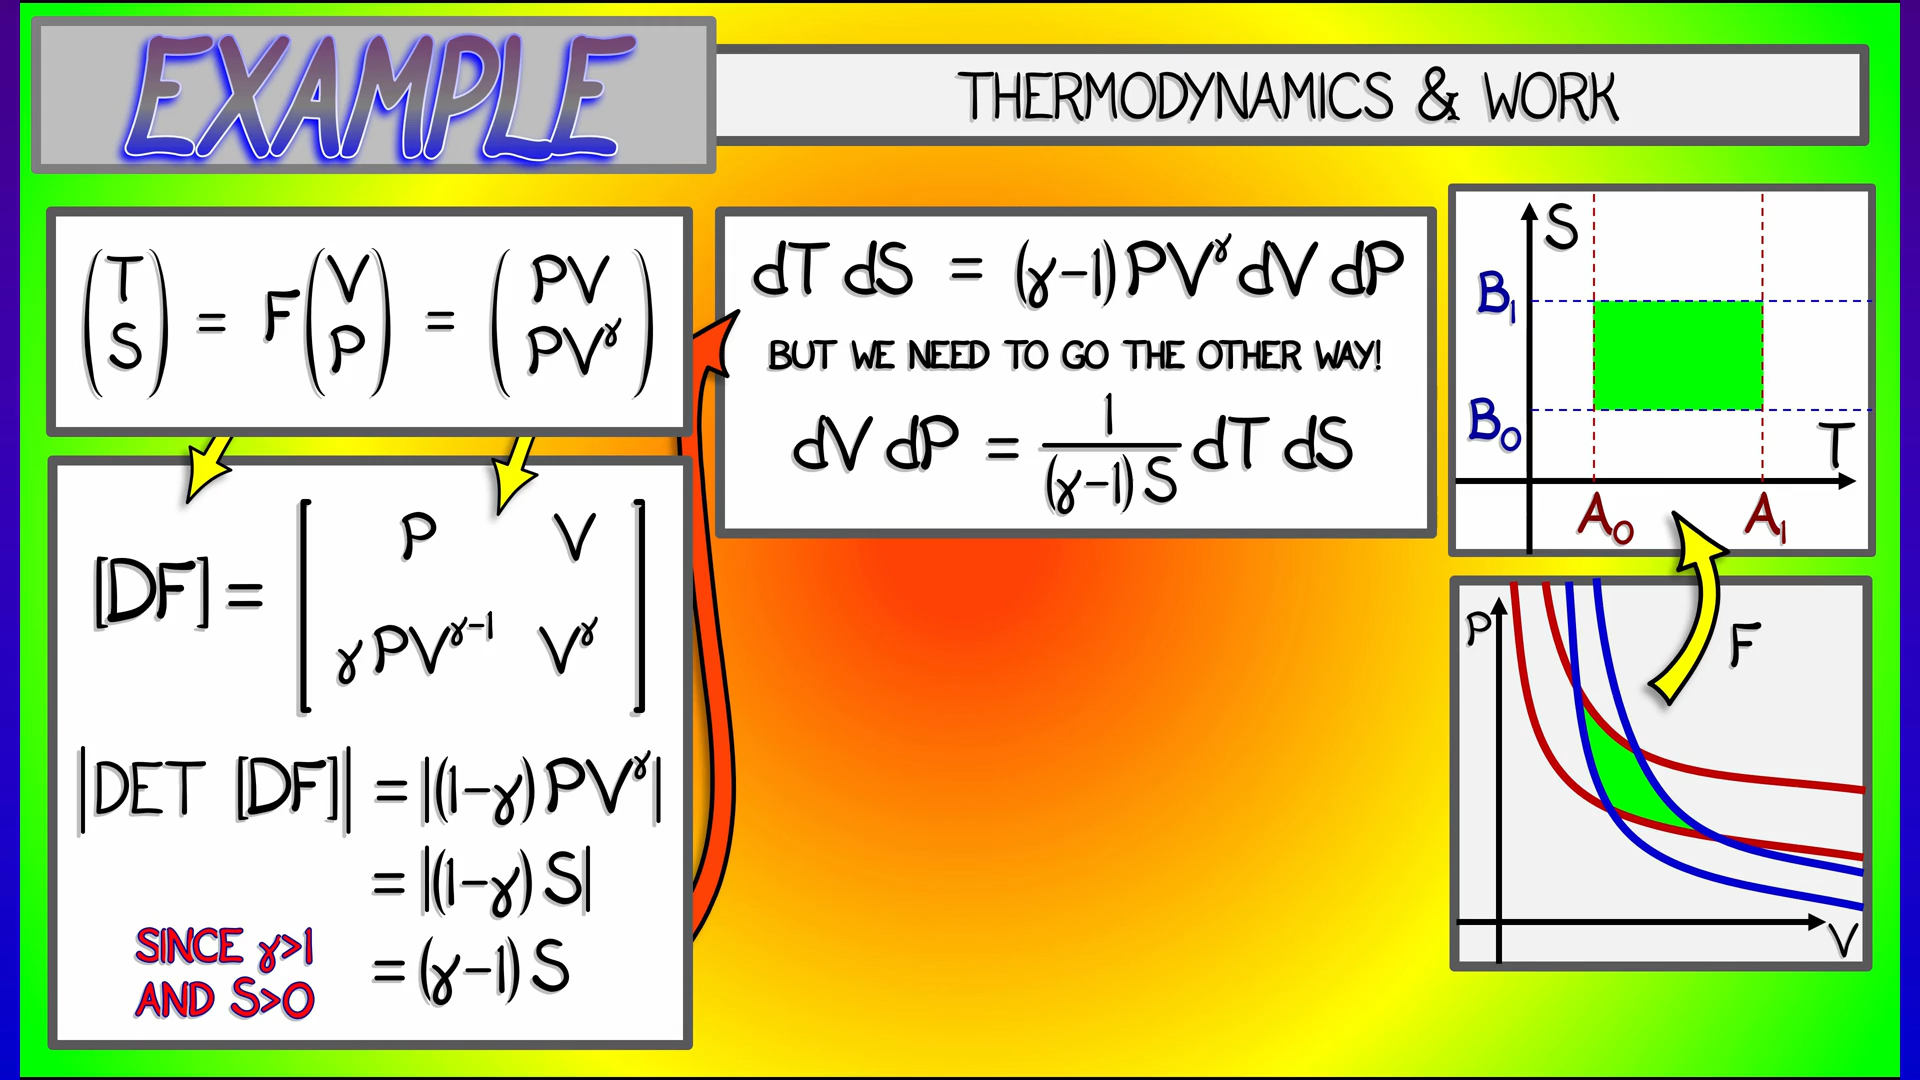 EXAMPLE
THERMODYNAMICS & WORK
(T S) = F(V P) = (PV PV^γ)
[DF] = [P V
γPV^γ-1 V^γ]
|DET [DF]| = |(1-γ)PV^γ|
= |(1-γ)S|
SINCE γ>1
AND S>0
= (γ-1)S
dT dS = (γ-1)PV^γ dV dP
BUT WE NEED TO GO THE OTHER WAY!
dV dP = 1/((γ-1)S) dT dS
S
B₁
B₀
T
A₀ A₁
P
F
V